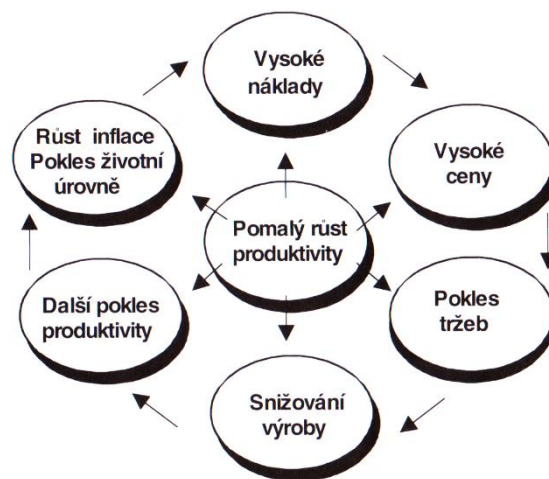 Vysoké
náklady
Růst inflace
Pokles životní
úrovně
Vysoké
ceny
Pomalý růst
produktivity
Další pokles
produktivity
Pokles
tržeb
Snižování
výroby